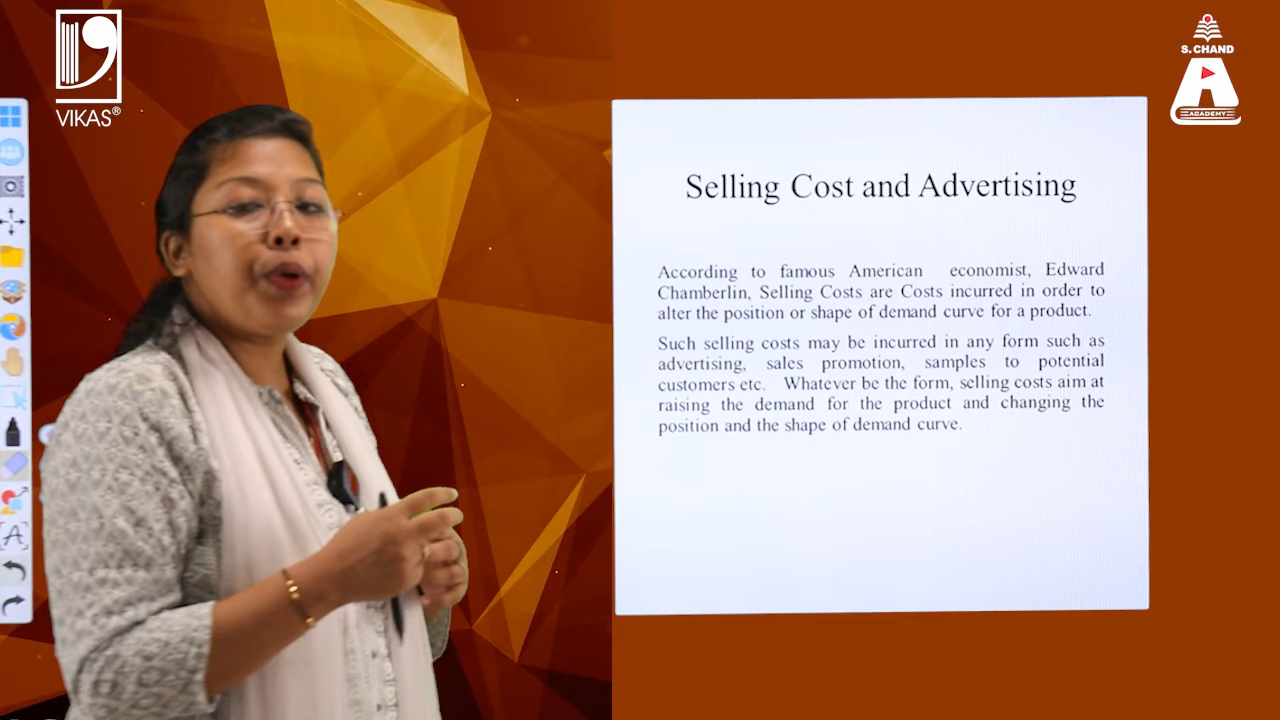 VIKAS®
S.CHAND
ACADEMY
Selling Cost and Advertising
According to famous American economist, Edward
Chamberlin, Selling Costs are Costs incurred in order to
alter the position or shape of demand curve for a product.
Such selling costs may be incurred in any form such as
advertising, sales promotion, samples to potential
customers etc. Whatever be the form, selling costs aim at
raising the demand for the product and changing the
position and the shape of demand curve.